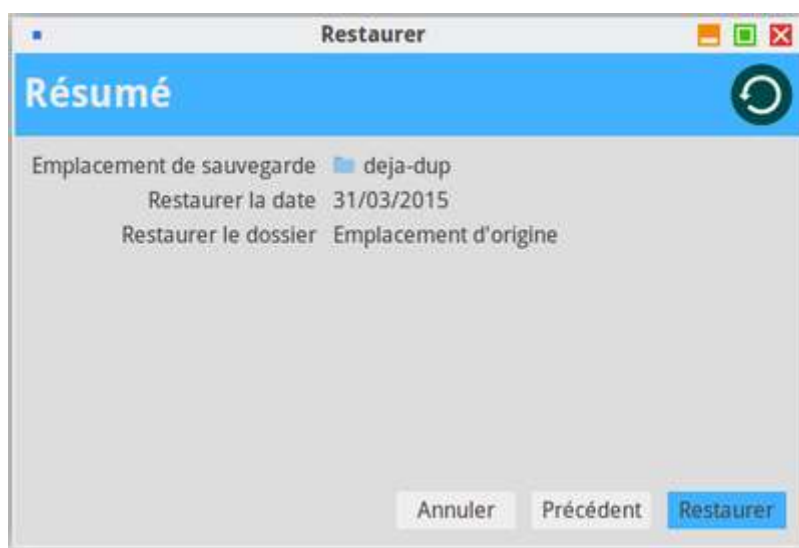 Restaurer
Résumé
Emplacement de sauvegarde deja-dup
Restaurer la date 31/03/2015
Restaurer le dossier Emplacement d'origine
Annuler Précédent Restaurer